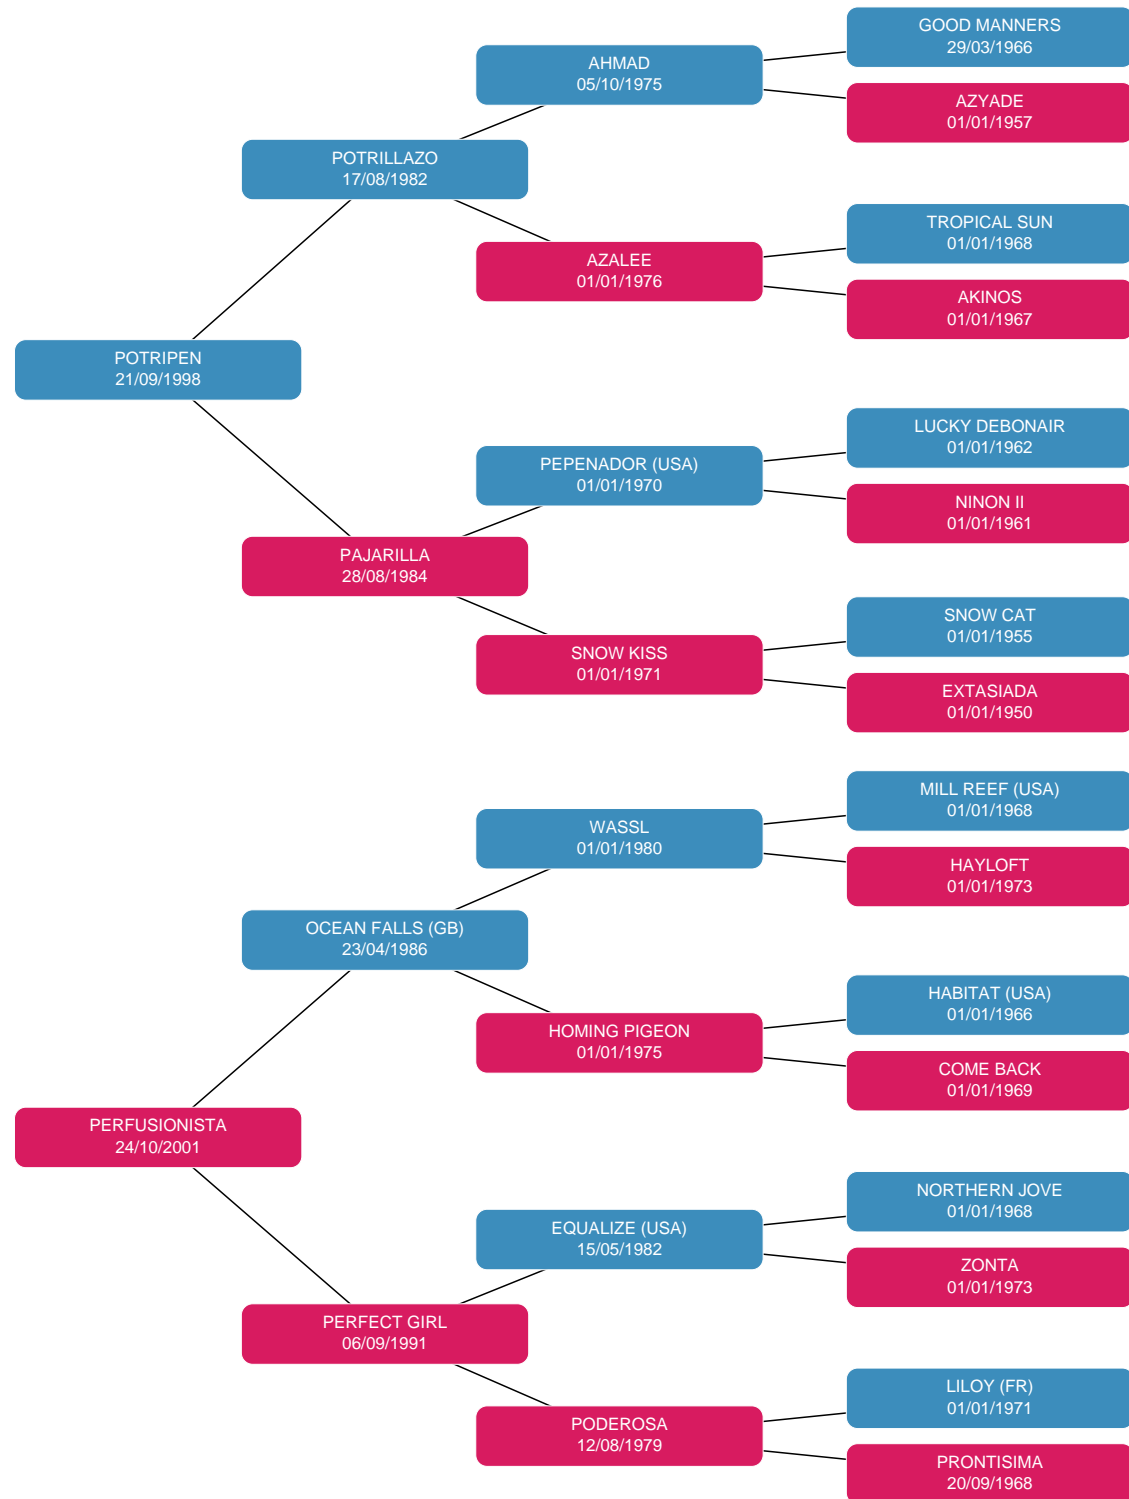 GOOD MANNERS
29/03/1966
AHMAD
05/10/1975
AZYADE
01/01/1957
POTRILLAZO
17/08/1982
TROPICAL SUN
01/01/1968
AZALEE
01/01/1976
AKINOS
01/01/1967
POTRIPEN
21/09/1998
LUCKY DEBONAIR
01/01/1962
PEPENADOR (USA)
01/01/1970
NINON II
01/01/1961
PAJARILLA
28/08/1984
SNOW CAT
01/01/1955
SNOW KISS
01/01/1971
EXTASIADA
01/01/1950
MILL REEF (USA)
01/01/1968
WASSL
01/01/1980
HAYLOFT
01/01/1973
OCEAN FALLS (GB)
23/04/1986
HABITAT (USA)
01/01/1966
HOMING PIGEON
01/01/1975
COME BACK
01/01/1969
PERFUSIONISTA
24/10/2001
NORTHERN JOVE
01/01/1968
EQUALIZE (USA)
15/05/1982
ZONTA
01/01/1973
PERFECT GIRL
06/09/1991
LILOY (FR)
01/01/1971
PODEROSA
12/08/1979
PRONTISIMA
20/09/1968